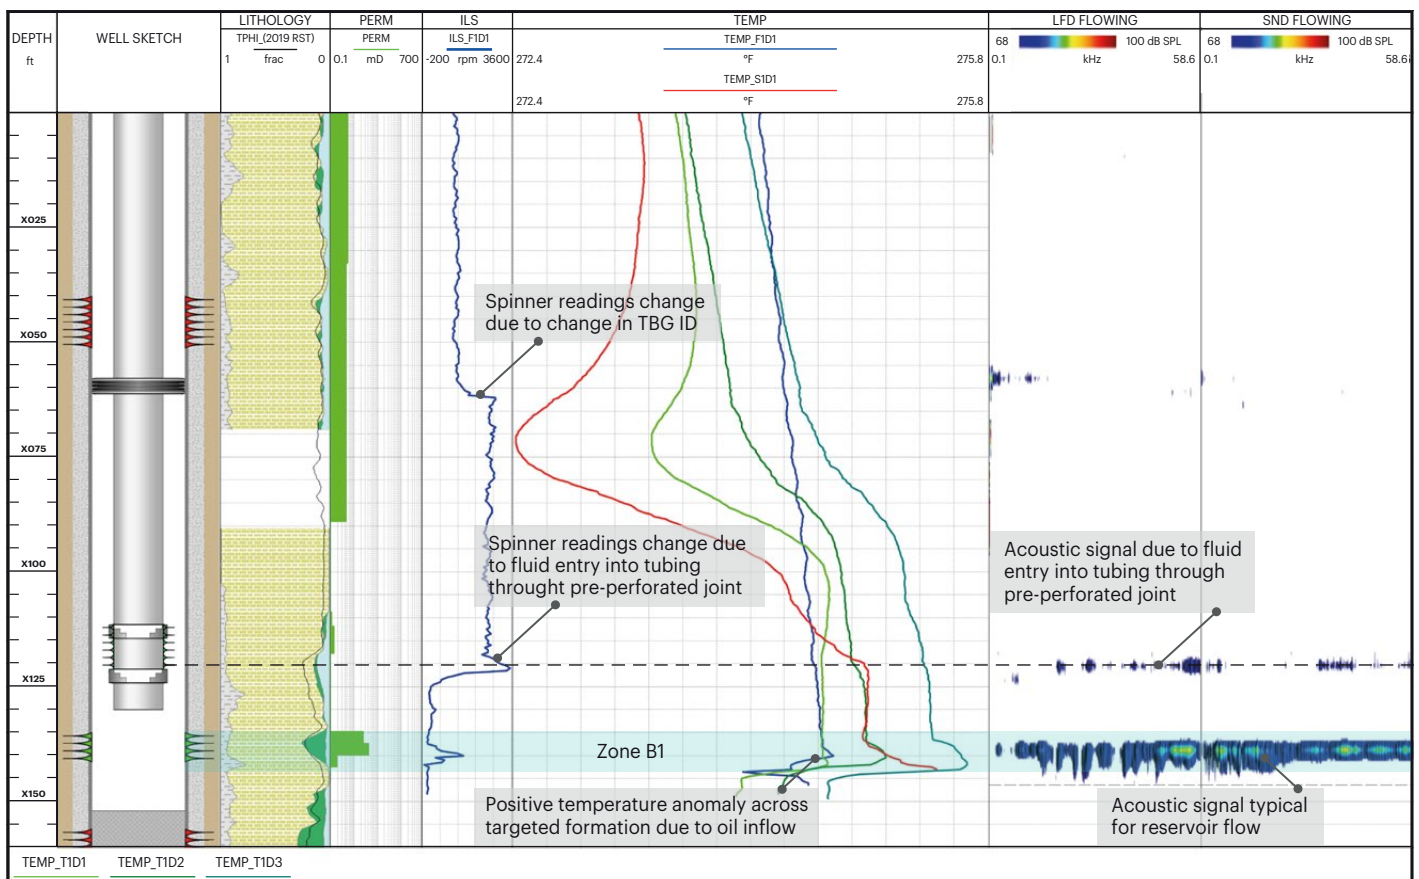 LITHOLOGY PERM ILS TEMP LFD FLOWING SND FLOWING
DEPTH WELL SKETCH TPHI_(2019 RST) PERM ILS_F1D1 TEMP_F1D1 68 100 dB SPL 68 100 dB SPL
ft 1 frac 0 0.1 mD 700 -200 rpm 3600 272.4 °F 275.8 0.1 kHz 58.6 0.1 kHz 58.6
TEMP_S1D1
272.4 °F 275.8
X025
Spinner readings change
due to change in TBG ID
X050
X075
Spinner readings change due
to fluid entry into tubing
throught pre-perforated joint
Acoustic signal due to fluid
entry into tubing through
pre-perforated joint
X100
X125
Zone B1
X150
Positive temperature anomaly across
targeted formation due to oil inflow
Acoustic signal typical
for reservoir flow
TEMP_T1D1 TEMP_T1D2 TEMP_T1D3